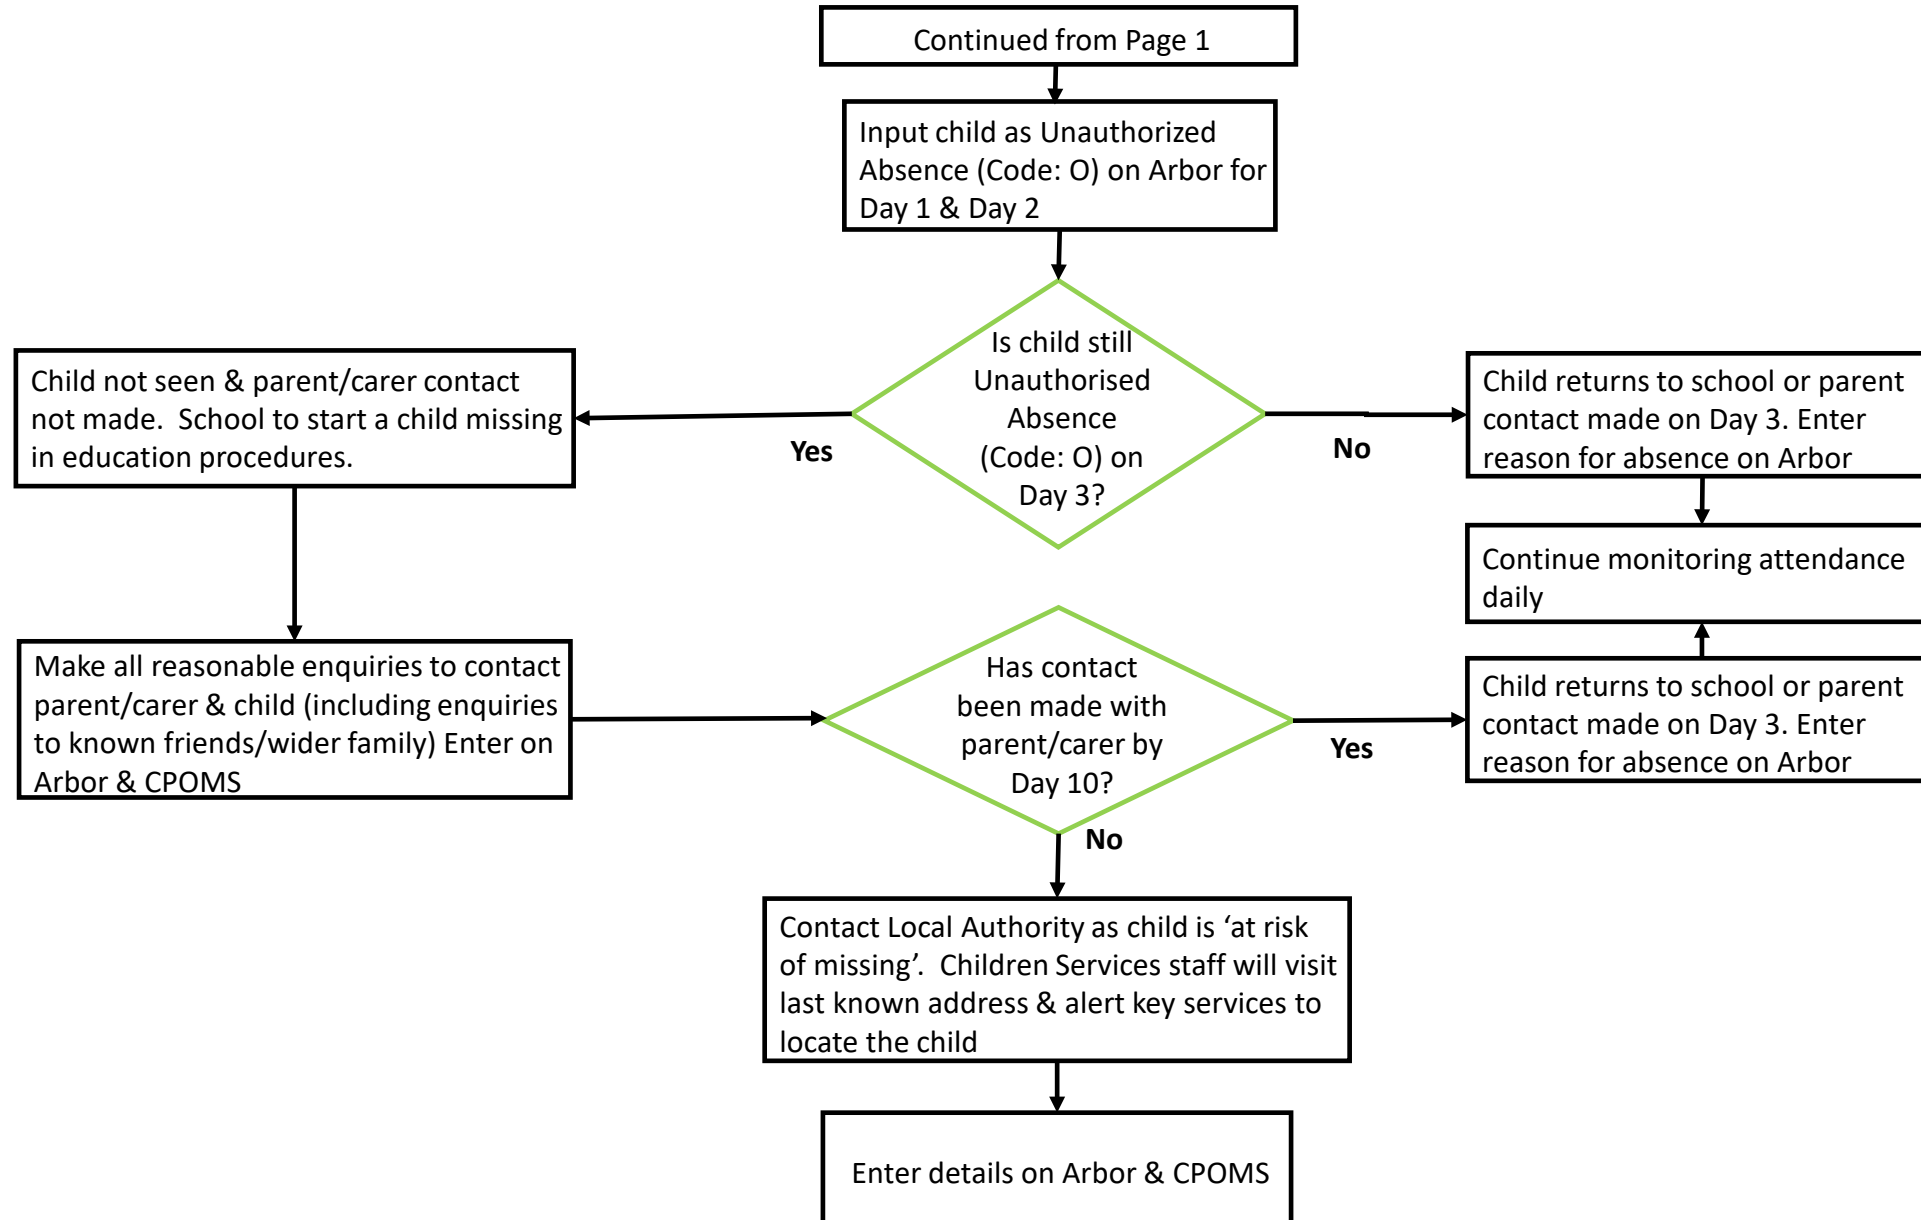 Continued from Page 1
Input child as Unauthorized
Absence (Code: O) on Arbor for
Day 1 & Day 2
Is child still
Unauthorised
Absence
(Code: O) on
Day 3?
Yes
No
Child not seen & parent/carer contact
not made.  School to start a child missing
in education procedures.
Child returns to school or parent
contact made on Day 3. Enter
reason for absence on Arbor
Continue monitoring attendance
daily
Make all reasonable enquiries to contact
parent/carer & child (including enquiries
to known friends/wider family) Enter on
Arbor & CPOMS
Has contact
been made with
parent/carer by
Day 10?
Yes
No
Child returns to school or parent
contact made on Day 3. Enter
reason for absence on Arbor
Contact Local Authority as child is ‘at risk
of missing’.  Children Services staff will visit
last known address & alert key services to
locate the child
Enter details on Arbor & CPOMS